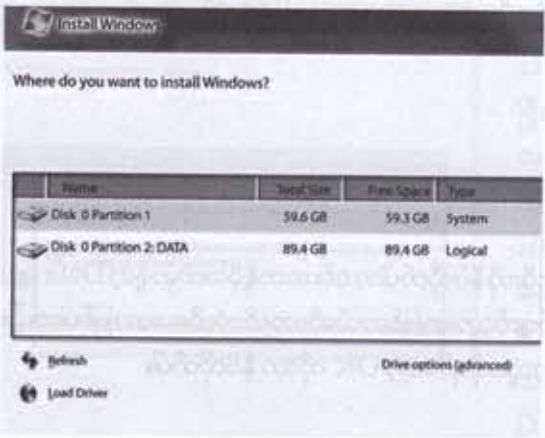 Install Windows
Where do you want to install Windows?
Name Total Size Free Space Type
Disk 0 Partition 1 59.6 GB 59.3 GB System
Disk 0 Partition 2: DATA 89.4 GB 89.4 GB Logical
Refresh Drive options (advanced)
Load Driver